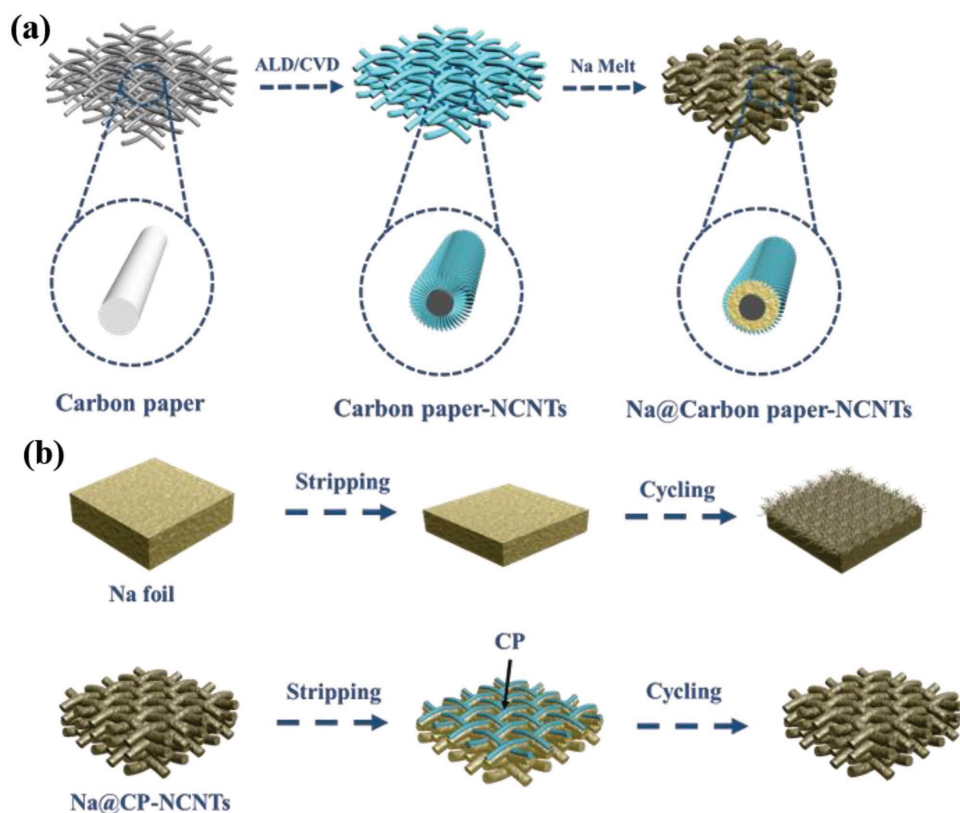 (a)
ALD/CVD
Na Melt
Carbon paper
Carbon paper-NCNTs
Na@Carbon paper-NCNTs
(b)
Stripping
Cycling
Na foil
CP
Stripping
Cycling
Na@CP-NCNTs